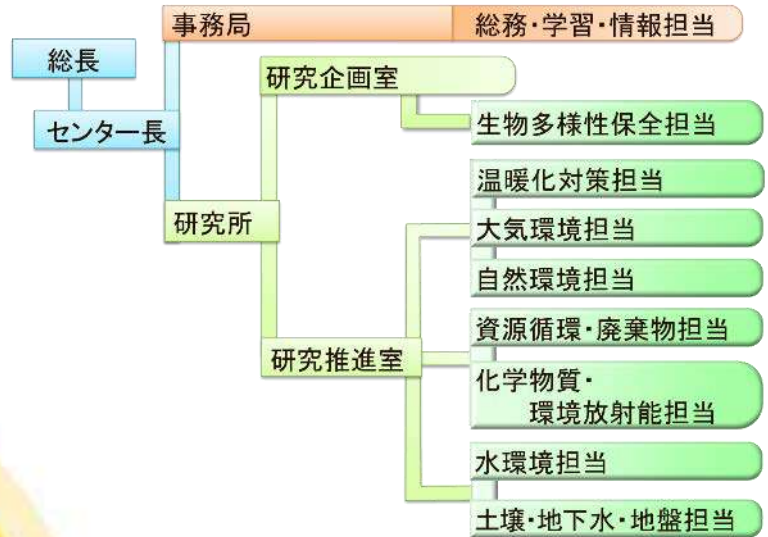 事務局
総務・学習・情報担当
総長
センター長
研究企画室
生物多様性保全担当
研究所
温暖化対策担当
大気環境担当
自然環境担当
研究推進室
資源循環・廃棄物担当
化学物質・
環境放射能担当
水環境担当
土壌・地下水・地盤担当